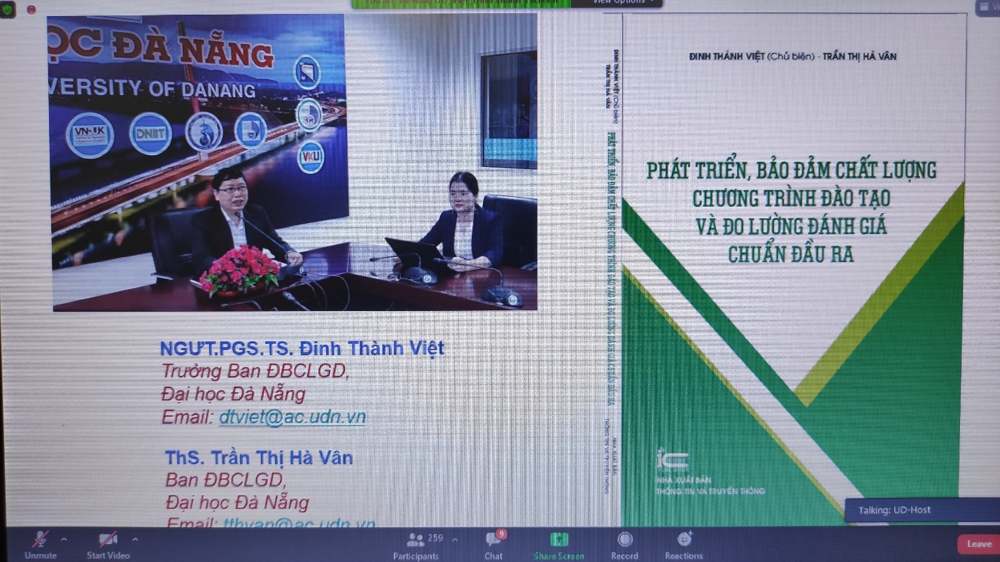 View Options
ỌC ĐÀ NẴNG
VERSITY OF DANANG
VN-UK
DNIIT
VKU
NGƯT.PGS.TS. Đinh Thành Việt
Trưởng Ban ĐBCLGD,
Đại học Đà Nẵng
Email: dtviet@ac.udn.vn
ThS. Trần Thị Hà Vân
Ban ĐBCLGD,
Đại học Đà Nẵng
Email: tthvan@ac.udn.vn
ĐINH THÀNH VIỆT (Chủ biên)
TRẦN THỊ HÀ VÂN
PHÁT TRIỂN, BẢO ĐẢM CHẤT LƯỢNG CHƯƠNG TRÌNH ĐÀO TẠO VÀ ĐO LƯỜNG ĐÁNH GIÁ CHUẨN ĐẦU RA
NHÀ XUẤT BẢN
THÔNG TIN VÀ TRUYỀN THÔNG
ĐINH THÀNH VIỆT (Chủ biên) - TRẦN THỊ HÀ VÂN
PHÁT TRIỂN, BẢO ĐẢM CHẤT LƯỢNG
CHƯƠNG TRÌNH ĐÀO TẠO
VÀ ĐO LƯỜNG ĐÁNH GIÁ
CHUẨN ĐẦU RA
NHÀ XUẤT BẢN
THÔNG TIN VÀ TRUYỀN THÔNG
Talking: UD-Host
Unmute
Start Video
259
Participants
9
Chat
Share Screen
Record
Reactions
Leave